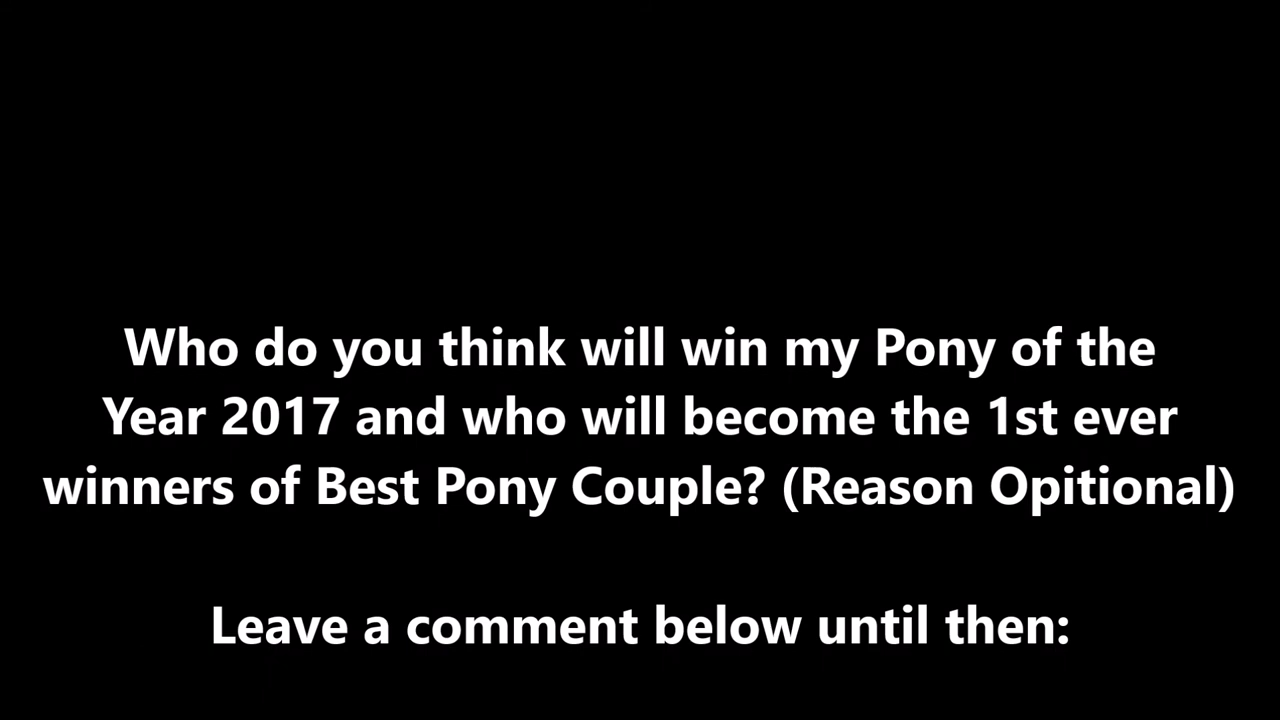 Who do you think will win my Pony of the
Year 2017 and who will become the 1st ever
winners of Best Pony Couple? (Reason Opitional)
Leave a comment below until then: